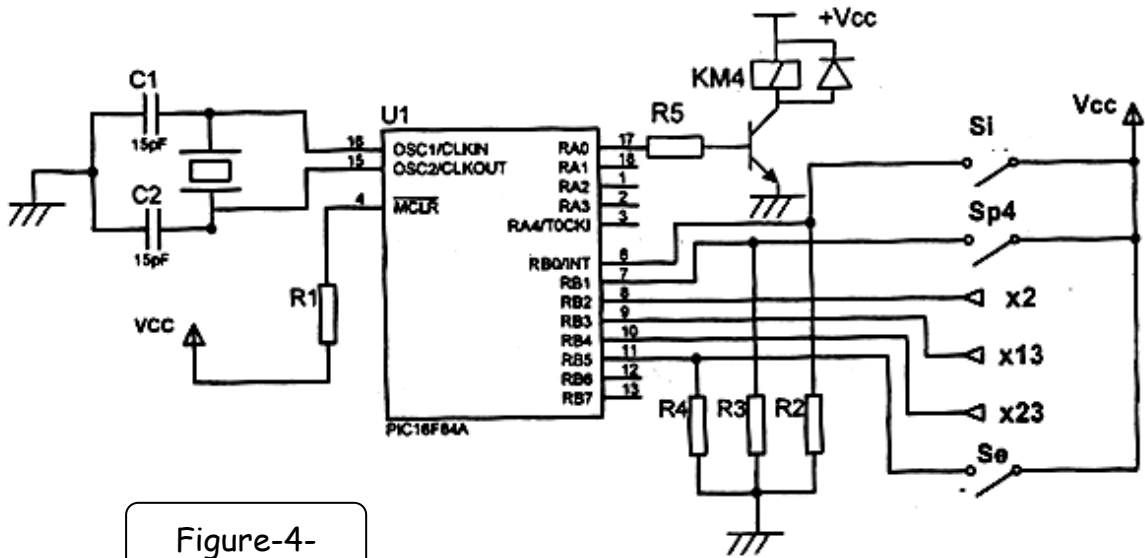 +Vcc
KM4
C1
15pF
C2
15pF
U1
16 OSC1/CLKIN
15 OSC2/CLKOUT
4 MCLR
RA0 17
RA1 18
RA2 1
RA3 2
RA4/T0CKI 3
RB0/INT 6
RB1 7
RB2 8
RB3 9
RB4 10
RB5 11
RB6 12
RB7 13
PIC16F84A
R5
R1
VCC
Vcc
Si
Sp4
x2
x13
x23
Se
R4 R3 R2
Figure-4-